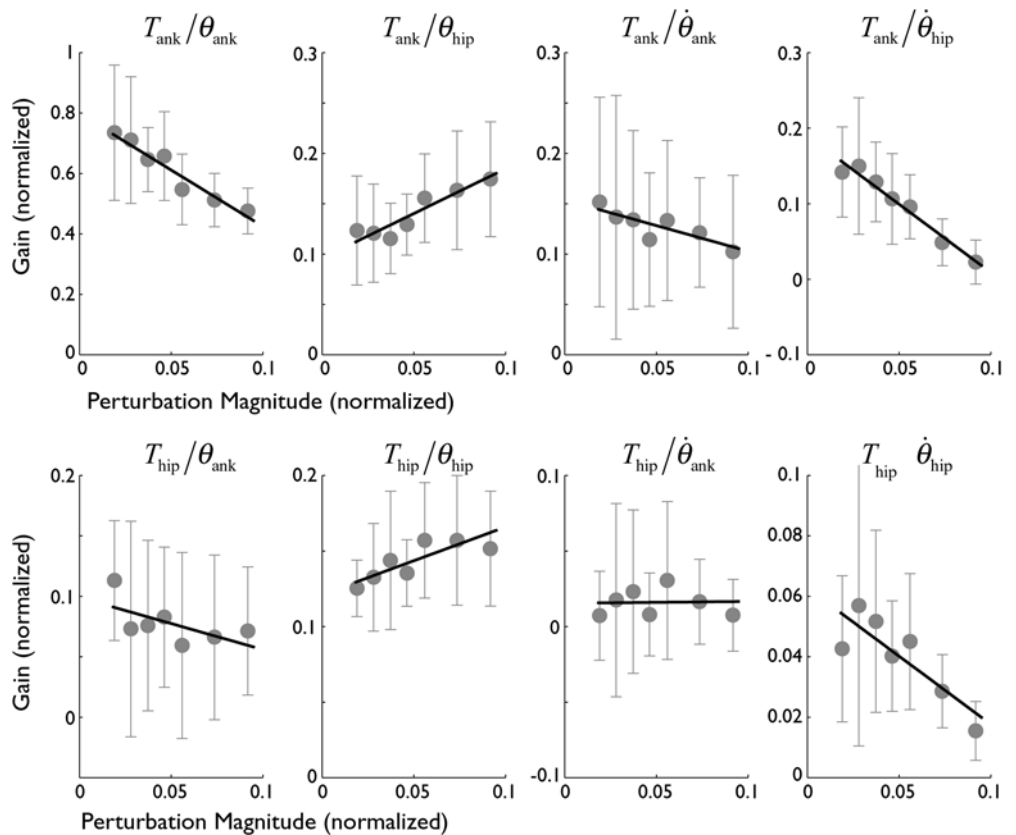 T_ank/θ_ank T_ank/θ_hip T_ank/θ̇_ank T_ank/θ̇_hip
Gain (normalized)
1 0.3 0.3 0.3
0.8
0.2 0.2 0.2
0.6
0.4 0.1
0.1 0.1
0.2 0
0 0 0 - 0.1
0 0.05 0.1 0 0.05 0.1 0 0.05 0.1 0 0.05 0.1
Perturbation Magnitude (normalized)
T_hip/θ_ank T_hip/θ_hip T_hip/θ̇_ank T_hip θ̇_hip
Gain (normalized)
0.2 0.2 0.1 0.1
0.08
0.1 0.06
0.1 0
0.04
0 0.02
0 -0.1 0
0 0.05 0.1 0 0.05 0.1 0 0.05 0.1 0 0.05 0.1
Perturbation Magnitude (normalized)